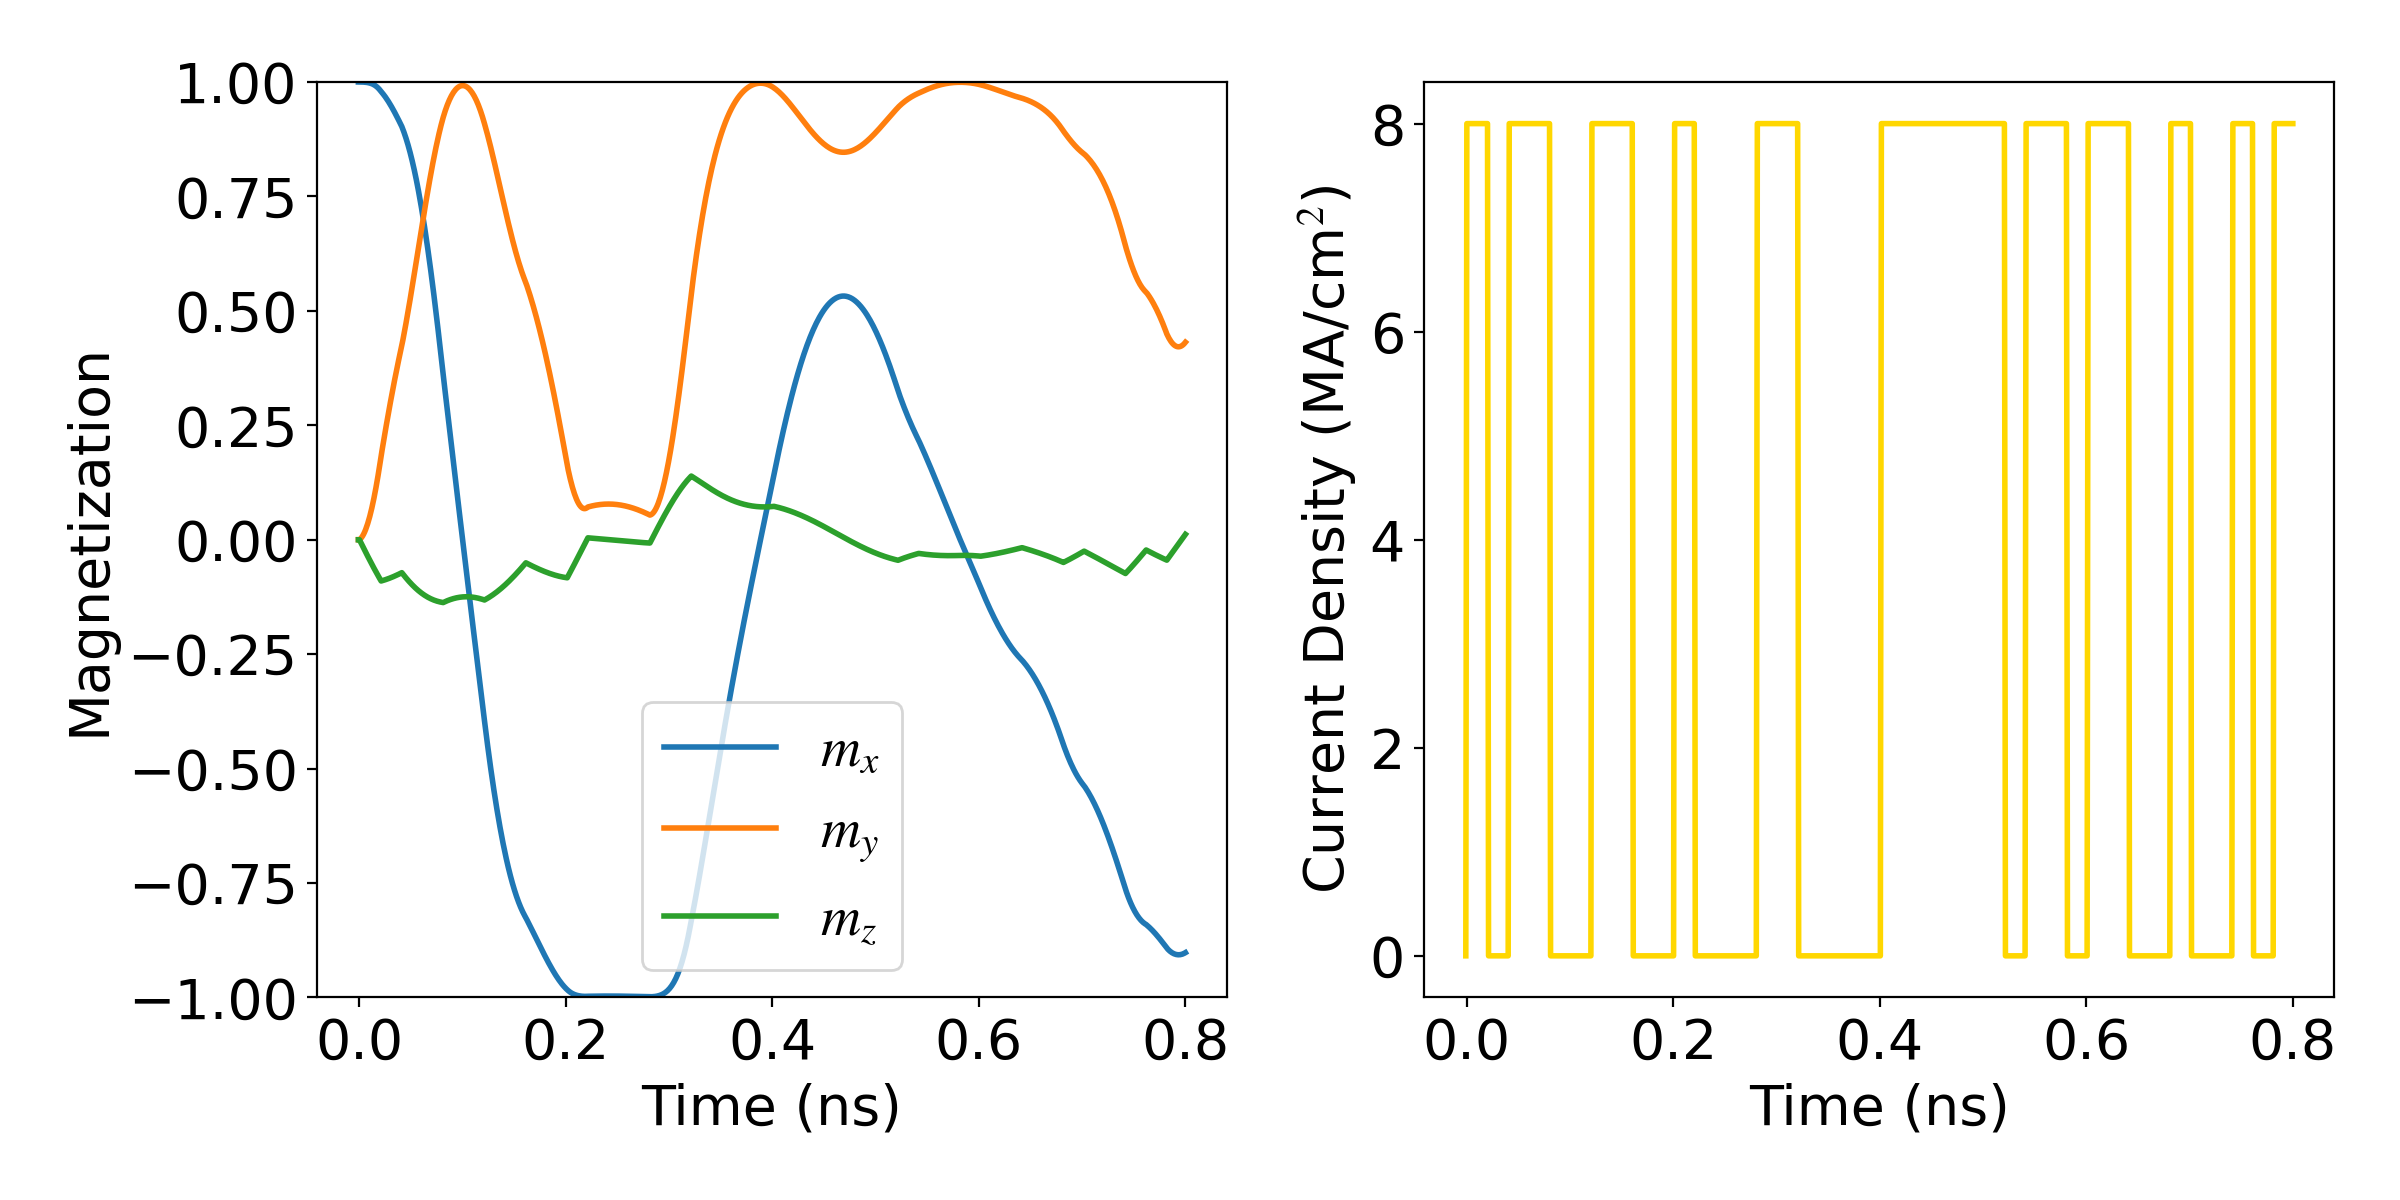 1.00
0.75
0.50
0.25
0.00
−0.25
−0.50
−0.75
−1.00
Magnetization
0.0 0.2 0.4 0.6 0.8
Time (ns)
mₓ
m_y
m_z
8
6
4
2
0
Current Density (MA/cm²)
0.0 0.2 0.4 0.6 0.8
Time (ns)